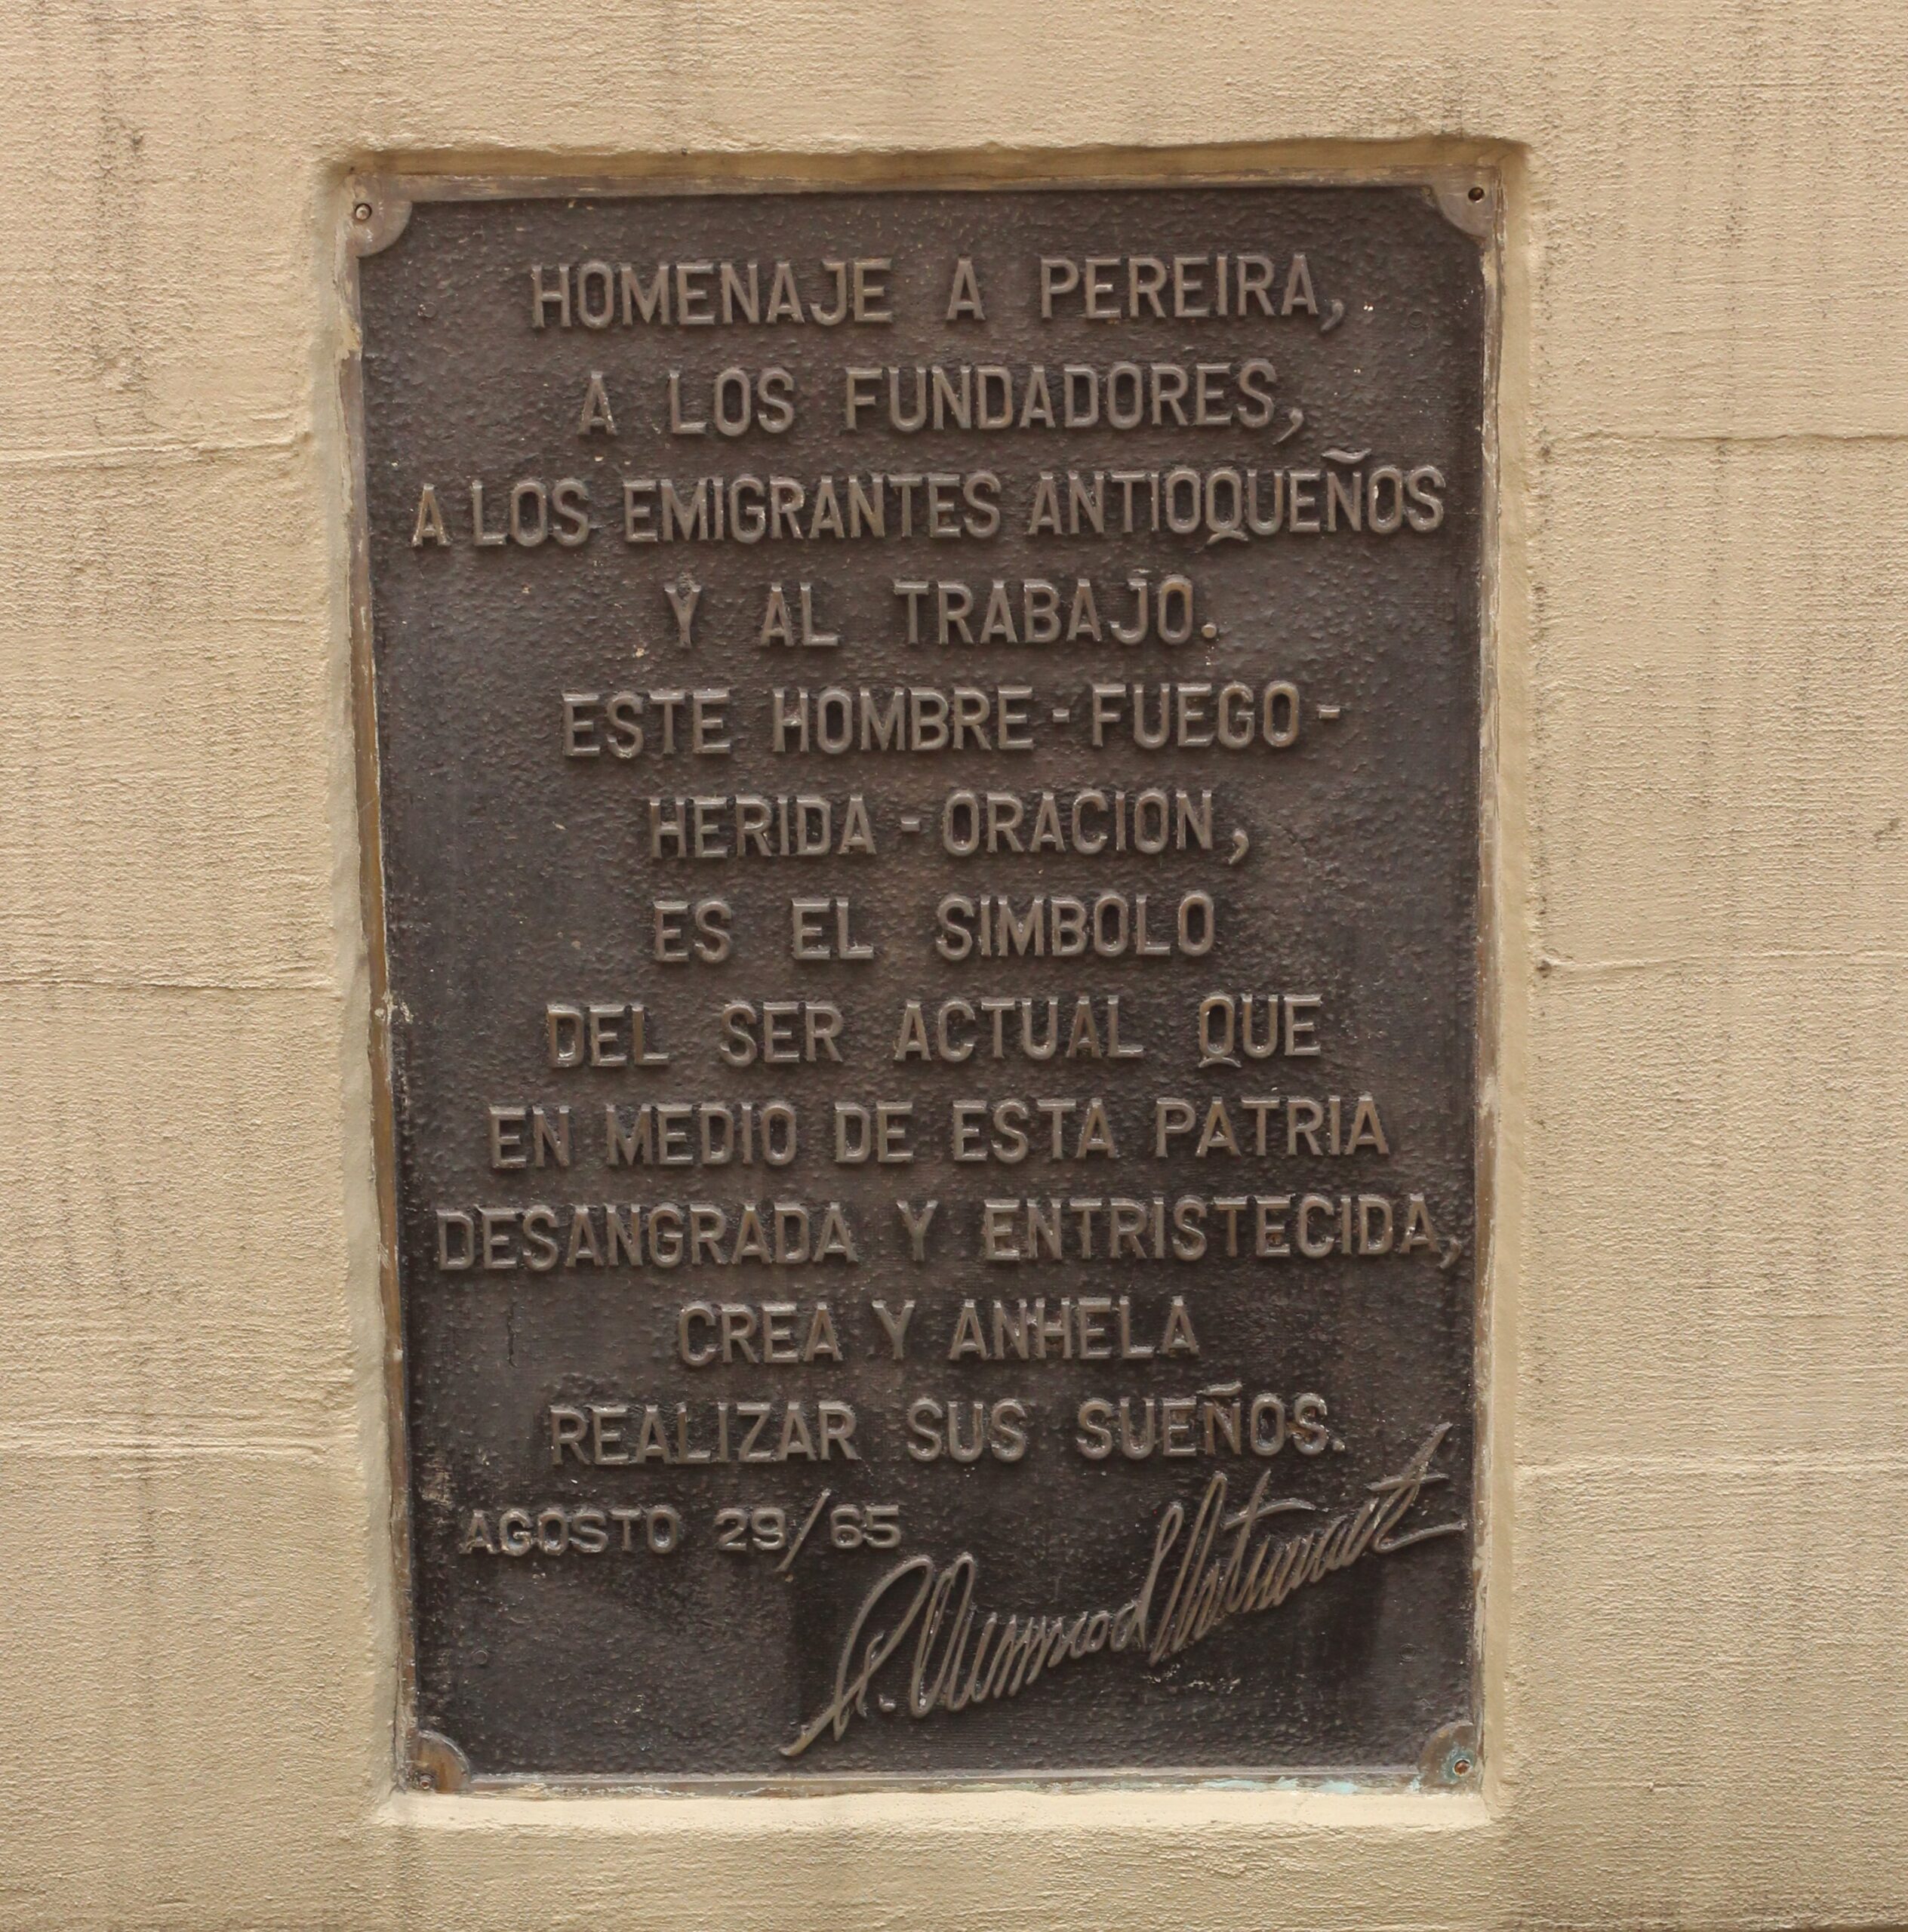 HOMENAJE A PEREIRA,
A LOS FUNDADORES,
A LOS EMIGRANTES ANTIOQUEÑOS
Y AL TRABAJO.
ESTE HOMBRE - FUEGO -
HERIDA - ORACION,
ES EL SIMBOLO
DEL SER ACTUAL QUE
EN MEDIO DE ESTA PATRIA
DESANGRADA Y ENTRISTECIDA,
CREA Y ANHELA
REALIZAR SUS SUEÑOS.
AGOSTO 29/65